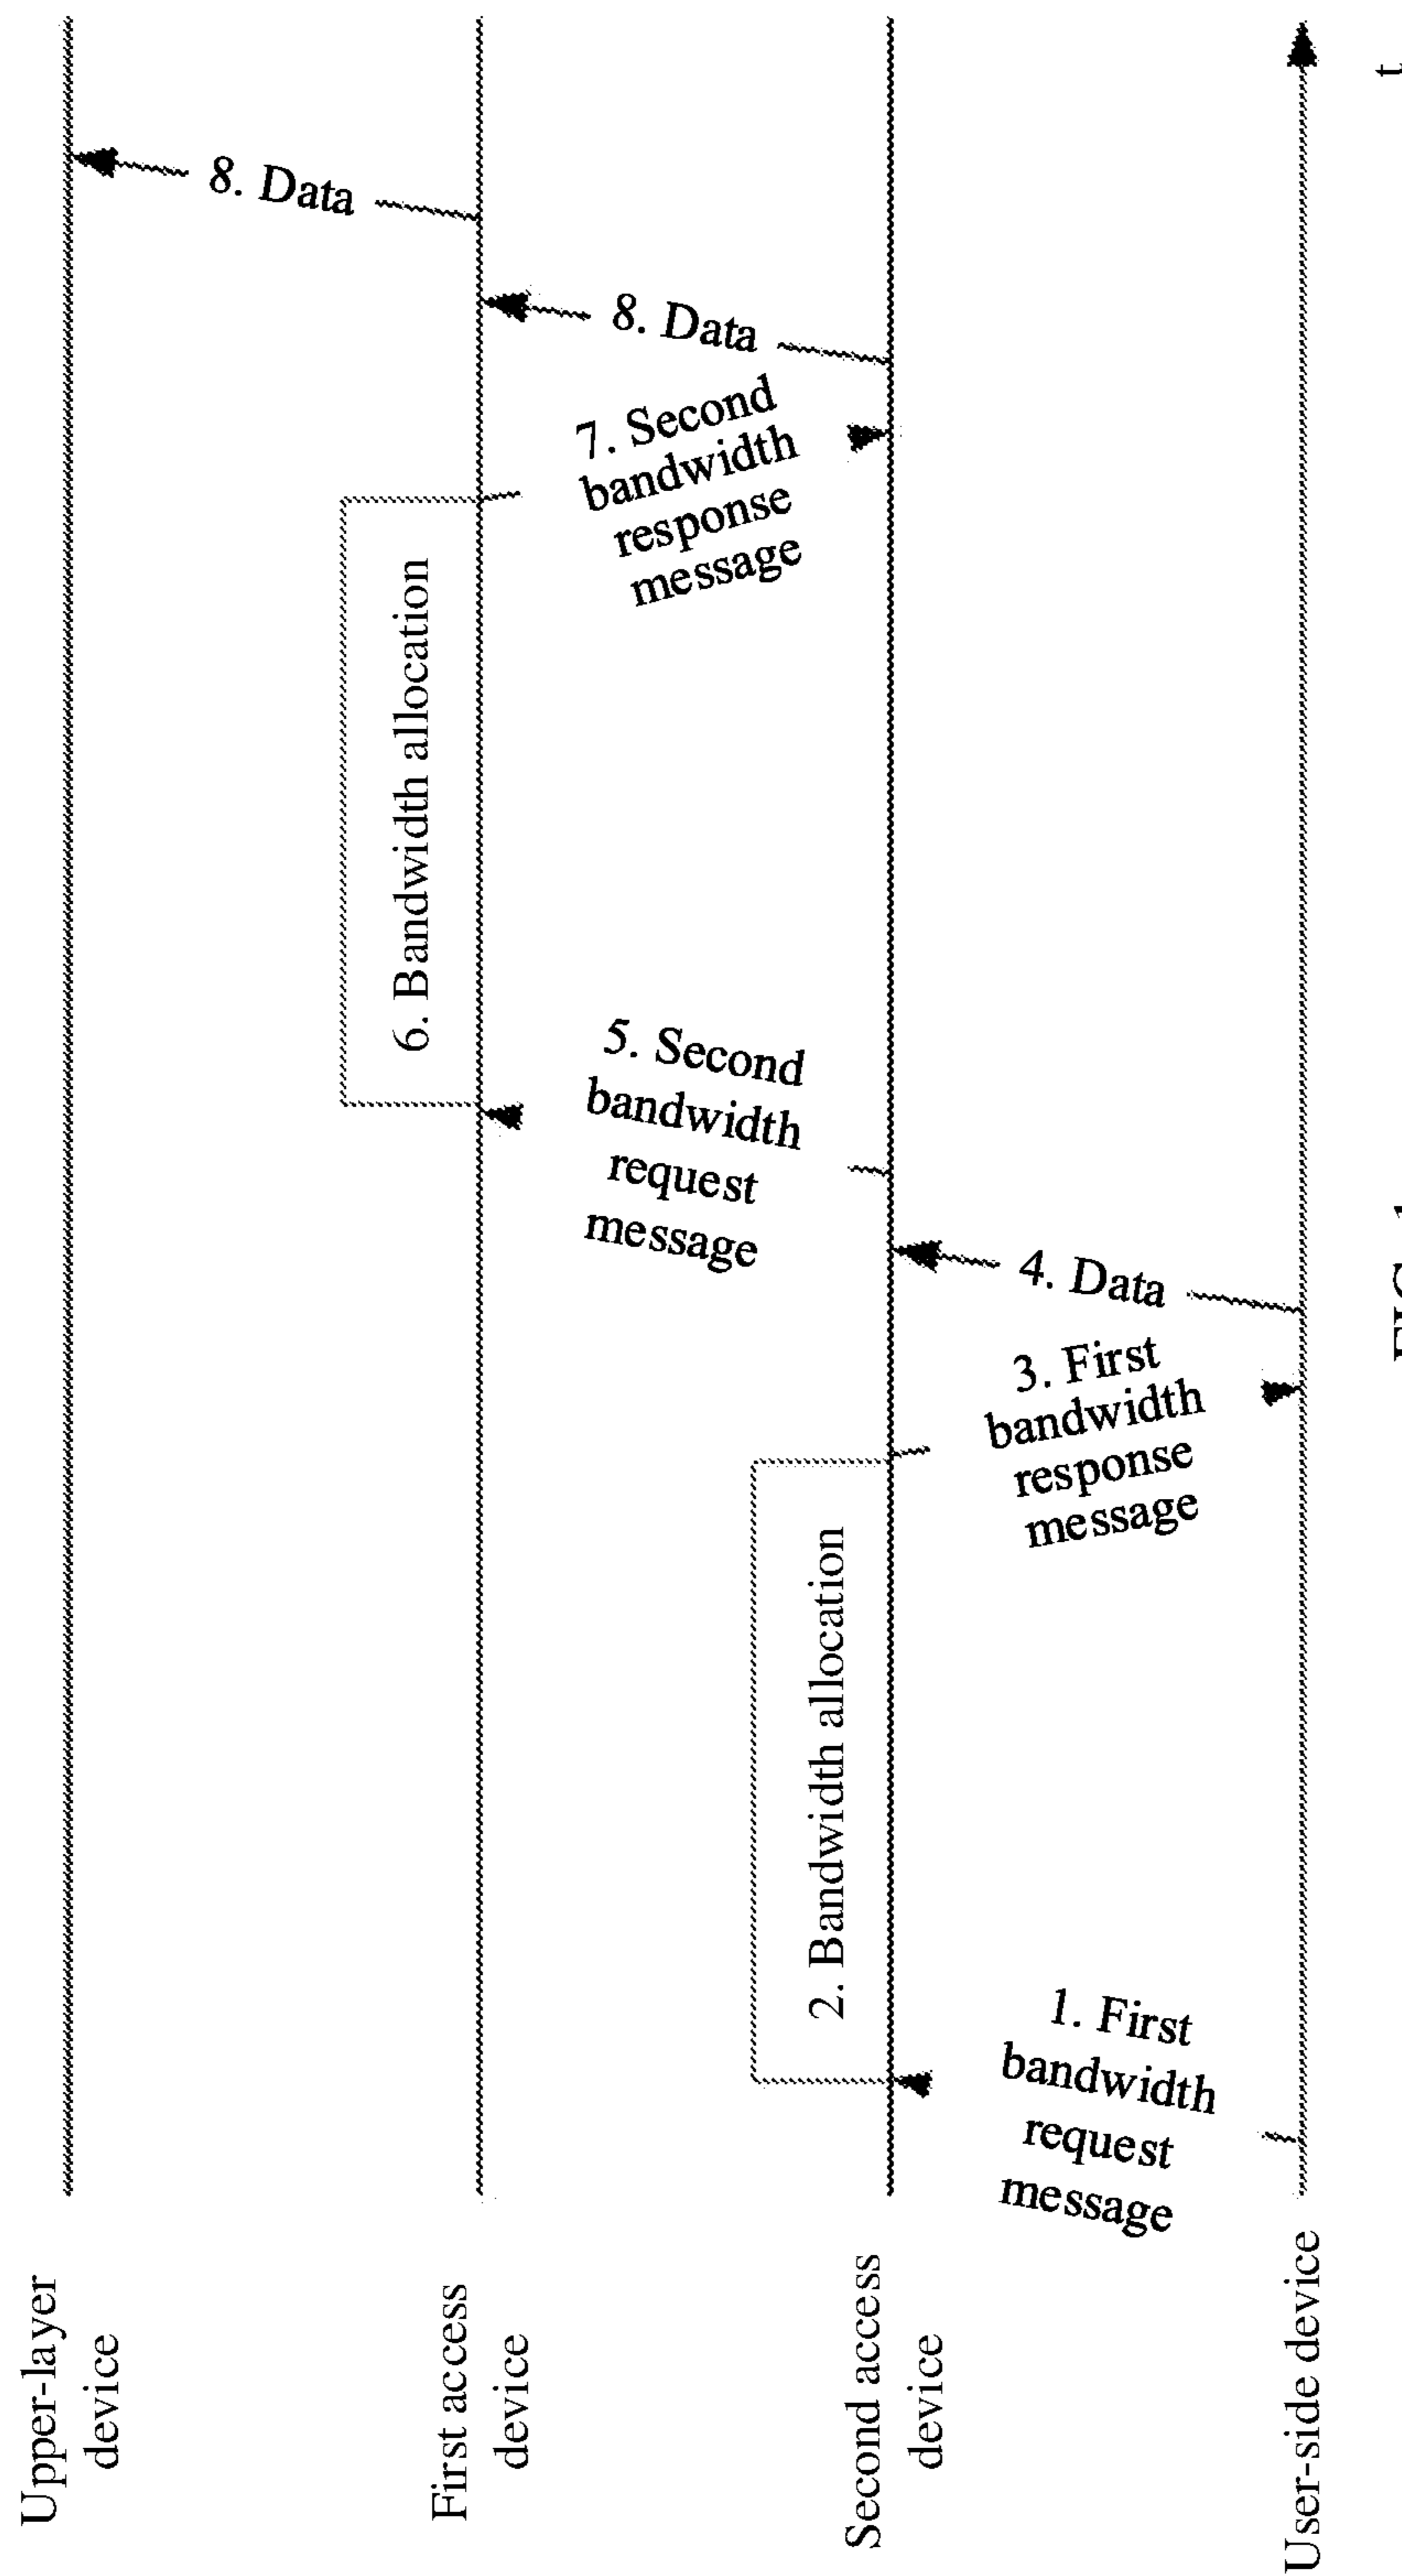 Upper-layer
device
First access
device
Second access
device
User-side device
1. First
bandwidth
request
message
2. Bandwidth allocation
3. First
bandwidth
response
message
4. Data
5. Second
bandwidth
request
message
6. Bandwidth allocation
7. Second
bandwidth
response
message
8. Data
8. Data
t